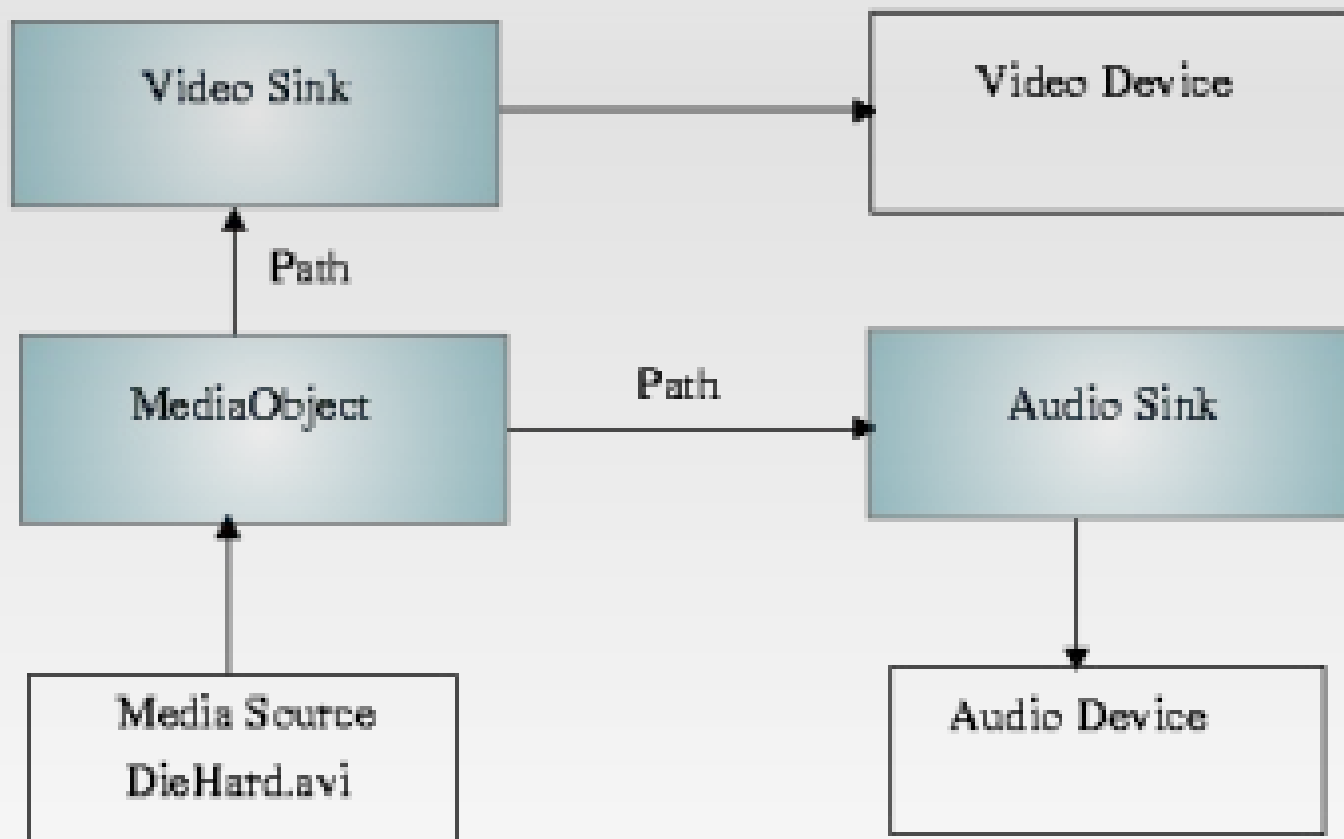 Video Sink
Video Device
Path
MediaObject
Path
Audio Sink
Media Source
DieHard.avi
Audio Device